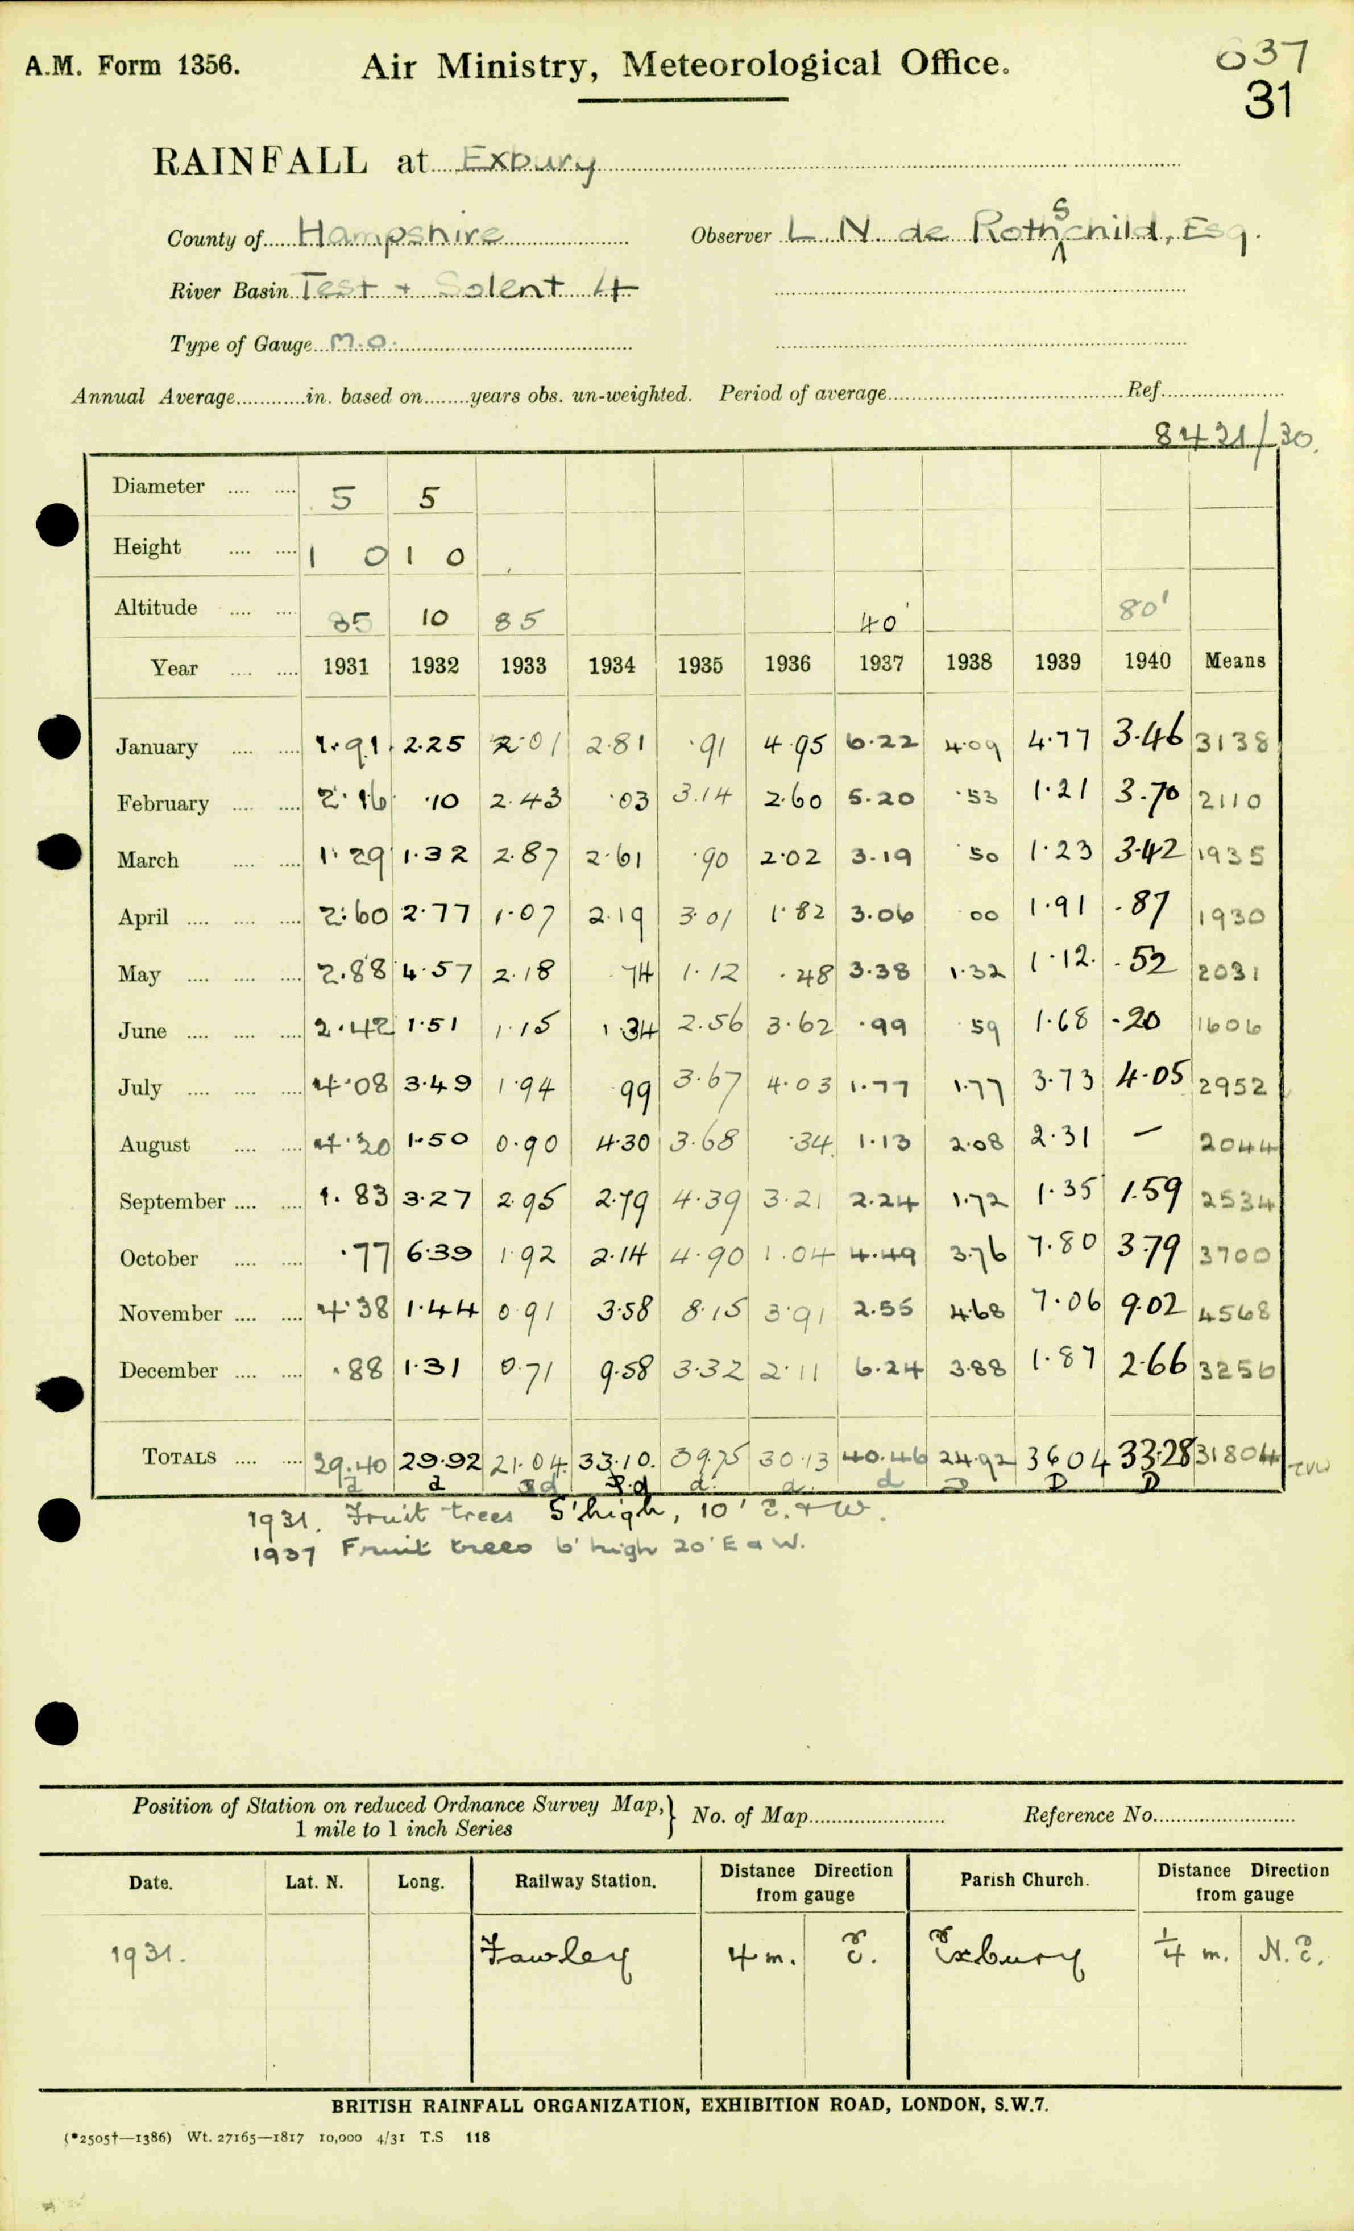 A.M. Form 1356.
Air Ministry, Meteorological Office.
637
31
RAINFALL at Exbury
County of Hampshire Observer L. N. de Rothschild, Esq.
River Basin Test + Solent 4
Type of Gauge M.O.
Annual Average............in. based on........years obs. un-weighted. Period of average................Ref................
8421/30.
Diameter .... .... 5 5
Height .... .... 1 0 1 0
Altitude .... .... 85 10 85 40' 80'
Year .... .... 1931 1932 1933 1934 1935 1936 1937 1938 1939 1940 Means
January .... .... 1.91 2.25 2.01 2.81 .91 4.95 6.22 4.09 4.77 3.46 3138
February .... .... 2.16 .10 2.43 .03 3.14 2.60 5.20 .53 1.21 3.70 2110
March .... .... 1.29 1.32 2.87 2.61 .90 2.02 3.19 .50 1.23 3.42 1935
April .... .... .... 2.60 2.77 1.07 2.19 3.01 1.82 3.06 00 1.91 .87 1930
May .... .... .... 2.88 4.57 2.18 .74 1.12 .48 3.38 1.32 1.12 .52 2031
June .... .... .... 2.42 1.51 1.15 1.34 2.56 3.62 .99 .59 1.68 .20 1606
July .... .... .... 4.08 3.49 1.94 99 3.67 4.03 1.77 1.77 3.73 4.05 2952
August .... .... 4.20 1.50 0.90 4.30 3.68 .34 1.13 2.08 2.31 — 2044
September .... .... 1.83 3.27 2.95 2.79 4.39 3.21 2.24 1.72 1.35 1.59 2534
October .... .... .77 6.39 1.92 2.14 4.90 1.04 4.49 3.76 7.80 3.79 3700
November .... .... 4.38 1.44 0.91 3.58 8.15 3.91 2.55 4.68 7.06 9.02 4568
December .... .... .88 1.31 0.71 9.58 3.32 2.11 6.24 3.88 1.87 2.66 3256
TOTALS .... .... 29.40 29.92 21.04 33.10 39.75 30.13 40.46 24.92 36.04 33.28 31804
d d d d d d D D D
1931. Fruit trees 5' high, 10' E. + W.
1937 Fruit trees 6' high 20' E & W.
Position of Station on reduced Ordnance Survey Map, 1 mile to 1 inch Series } No. of Map........................ Reference No.........................
Date. Lat. N. Long. Railway Station. Distance Direction from gauge Parish Church. Distance Direction from gauge
1931. Fawley 4 m. E. Exbury 1/4 m. N.E.
BRITISH RAINFALL ORGANIZATION, EXHIBITION ROAD, LONDON, S.W.7.
(*2505†—1386) Wt. 27165—1817 10,000 4/31 T.S 118